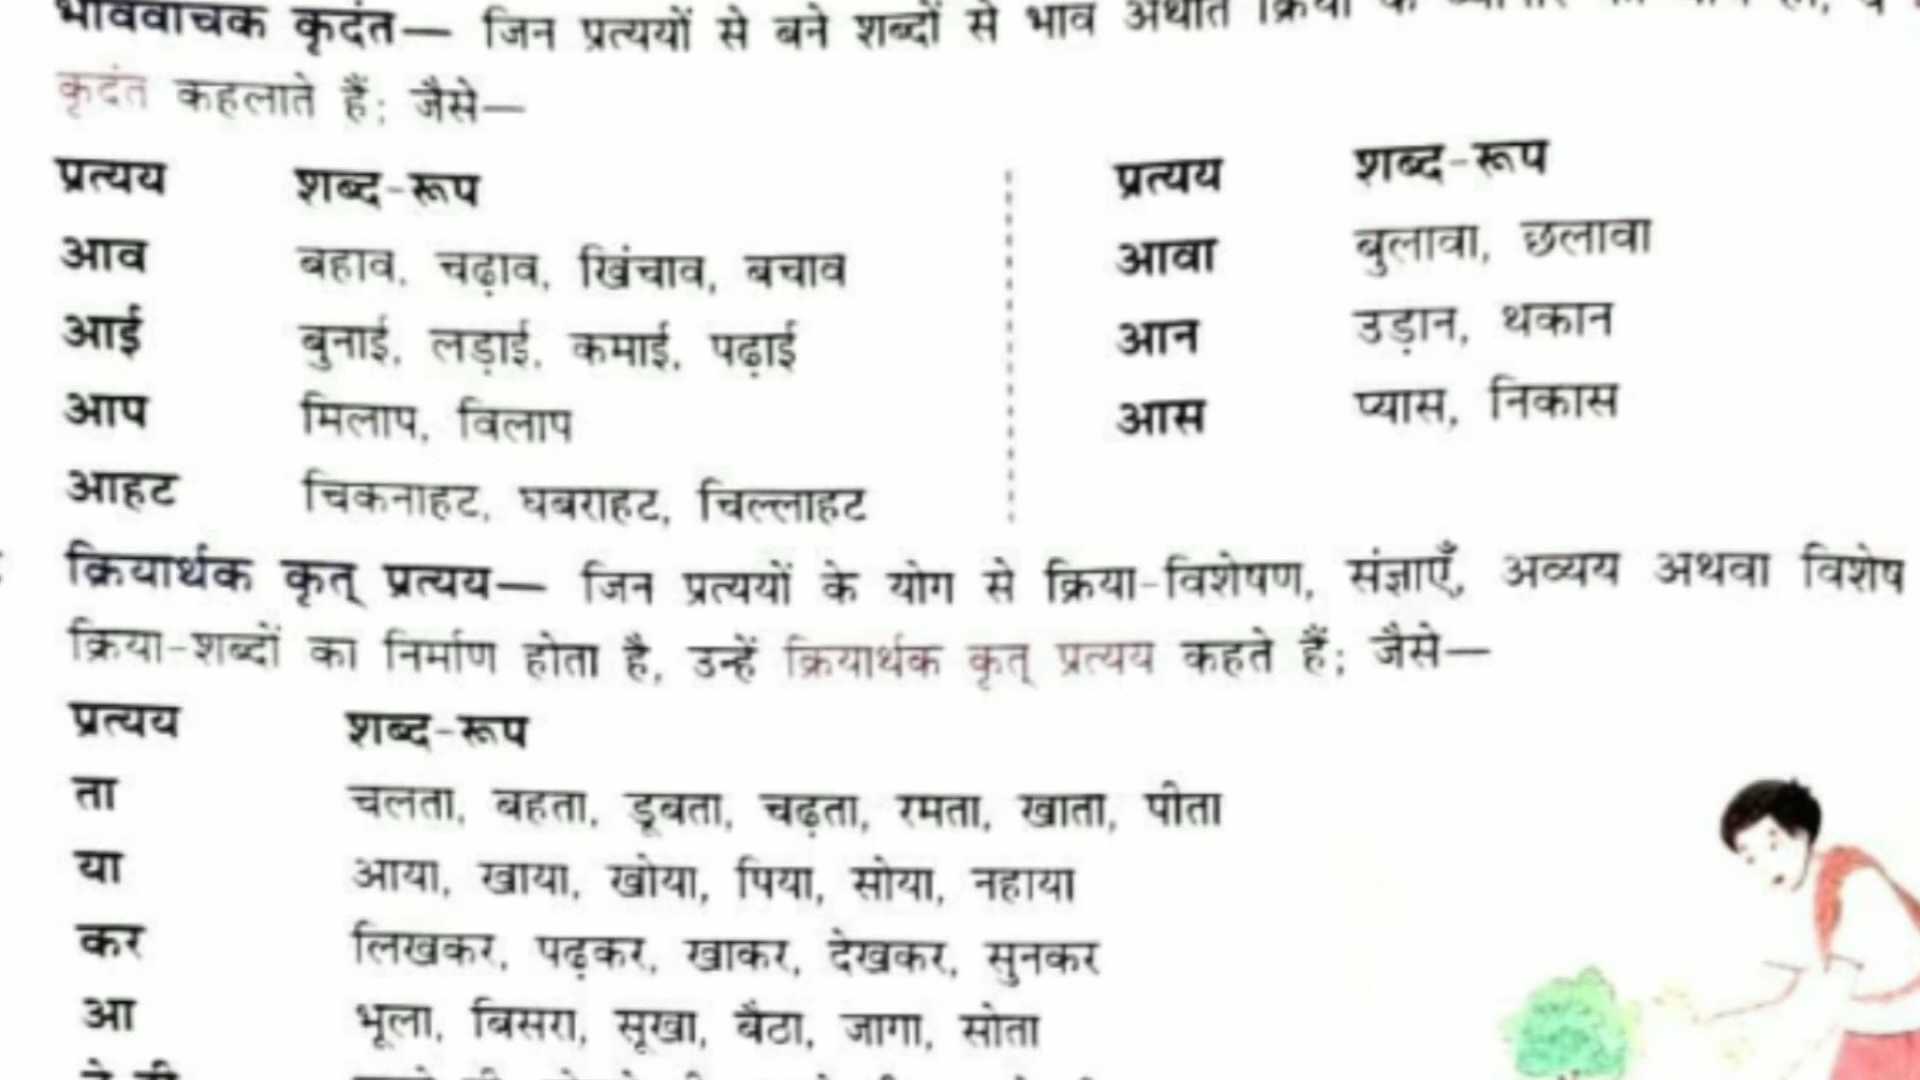 भाववाचक कृदंत— जिन प्रत्ययों से बने शब्दों से भाव अर्थात क्रिया के
कृदंत कहलाते हैं; जैसे—
प्रत्यय शब्द-रूप
आव बहाव, चढ़ाव, खिंचाव, बचाव
आई बुनाई, लड़ाई, कमाई, पढ़ाई
आप मिलाप, विलाप
आहट चिकनाहट, घबराहट, चिल्लाहट
प्रत्यय शब्द-रूप
आवा बुलावा, छलावा
आन उड़ान, थकान
आस प्यास, निकास
क्रियार्थक कृत् प्रत्यय— जिन प्रत्ययों के योग से क्रिया-विशेषण, संज्ञाएँ, अव्यय अथवा विशेष
क्रिया-शब्दों का निर्माण होता है, उन्हें क्रियार्थक कृत् प्रत्यय कहते हैं; जैसे—
प्रत्यय शब्द-रूप
ता चलता, बहता, डूबता, चढ़ता, रमता, खाता, पीता
या आया, खाया, खोया, पिया, सोया, नहाया
कर लिखकर, पढ़कर, खाकर, देखकर, सुनकर
आ भूला, बिसरा, सूखा, बैठा, जागा, सोता